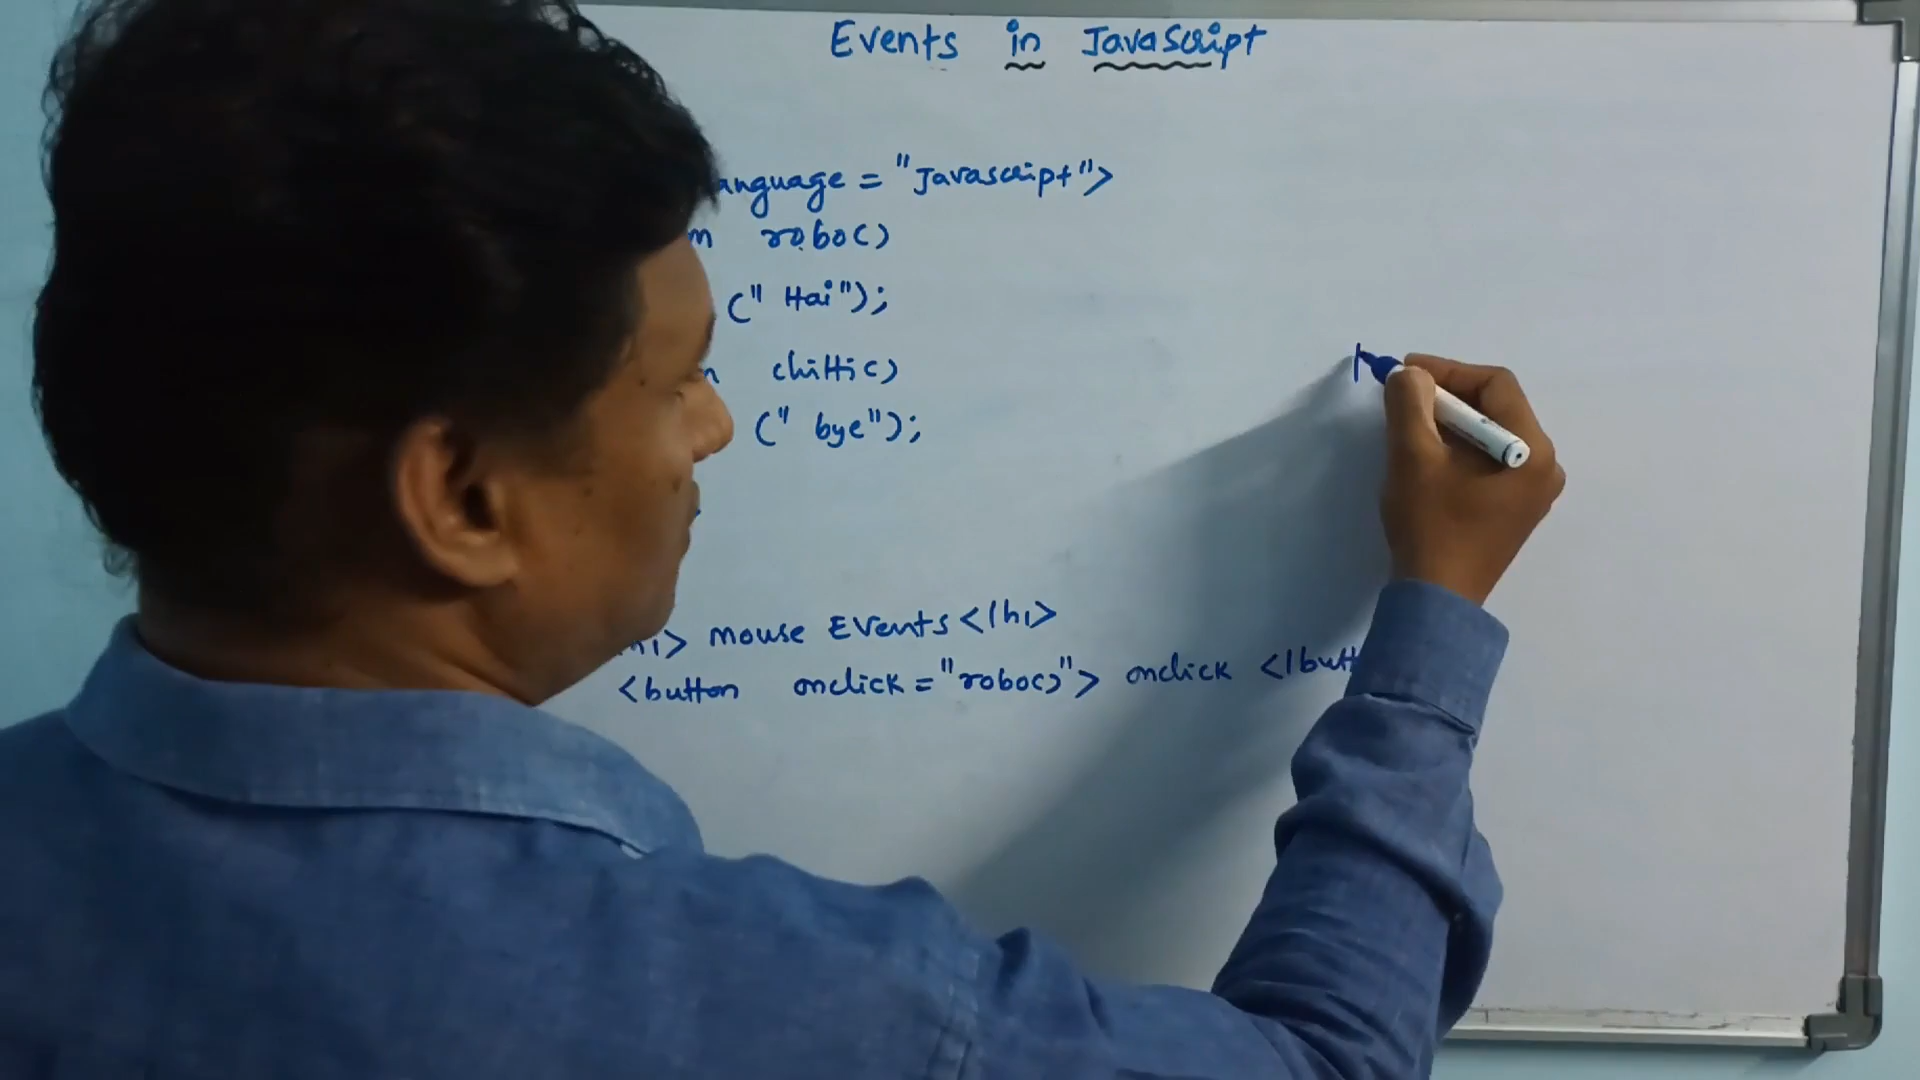 Events in JavaScript
anguage = "Javascript">
n robo()
(" Hai");
n chitti()
(" bye");
h1> mouse Events </h1>
<button onclick="robo()"> onclick </butt